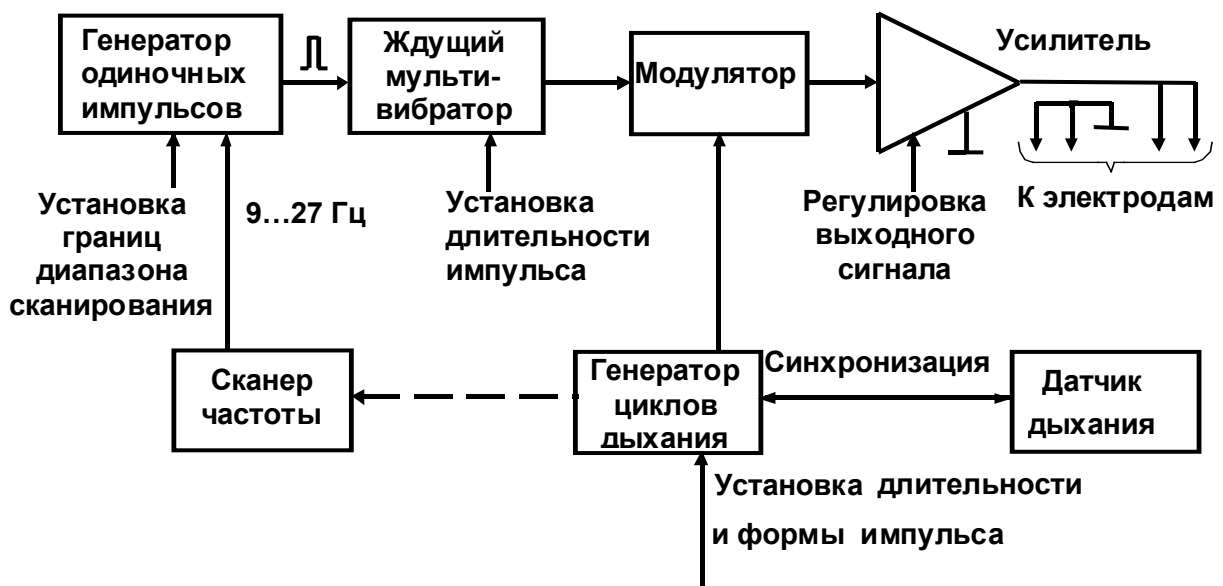 Генератор
одиночных
импульсов
Ждущий
мульти-
вибратор
Модулятор
Усилитель
Установка
границ
диапазона
сканирования
9...27 Гц
Установка
длительности
импульса
Регулировка
выходного
сигнала
К электродам
Сканер
частоты
Генератор
циклов
дыхания
Синхронизация
Датчик
дыхания
Установка длительности
и формы импульса